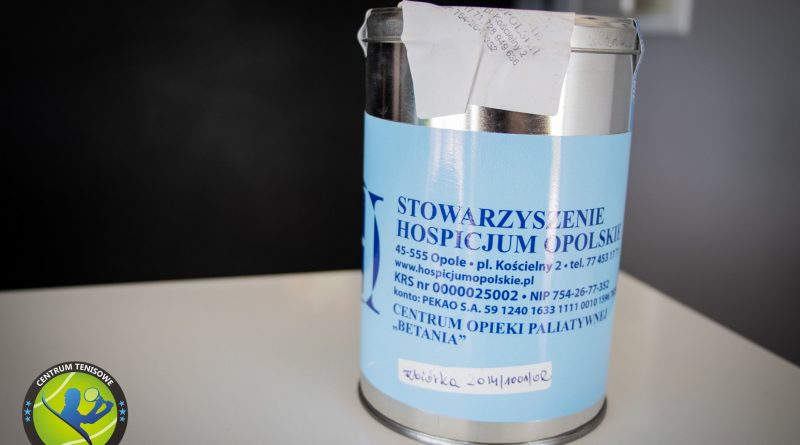 STOWARZYSZENIE
HOSPICJUM OPOLSKIE
45-555 Opole • pl. Kościelny 2 • tel. 77 453 17
www.hospicjumopolskie.pl
KRS nr 0000025002 • NIP 754-26-77-352
konto: PEKAO S.A. 59 1240 1633 1111 0010 1596
CENTRUM OPIEKI PALIATYWNEJ
„BETANIA”
zbiórka 2014/1001/OR
CENTRUM TENISOWE